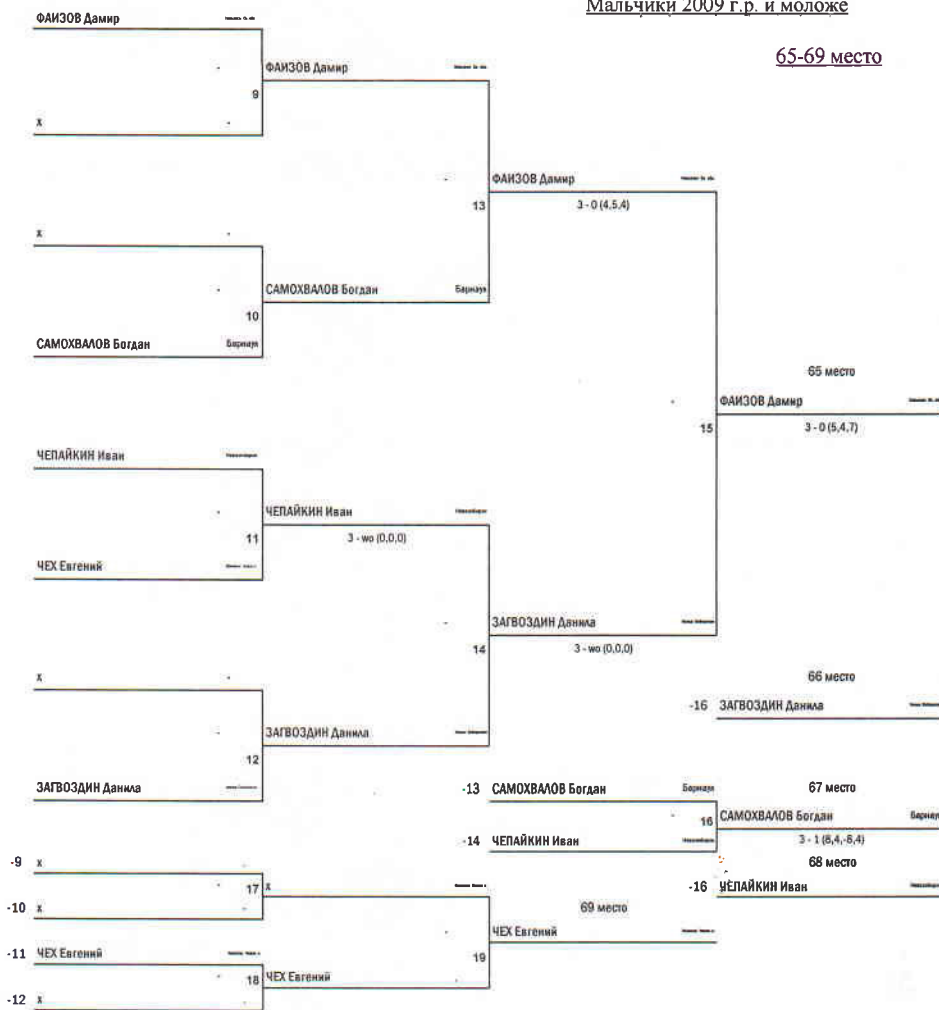 Мальчики 2009 г.р. и моложе
65-69 место
ФАИЗОВ Дамир
ФАИЗОВ Дамир
9
X
ФАИЗОВ Дамир
13
3 - 0 (4,5,4)
X
САМОХВАЛОВ Богдан Барнаул
10
САМОХВАЛОВ Богдан Барнаул
65 место
ФАИЗОВ Дамир
15
3 - 0 (5,4,7)
ЧЕПАЙКИН Иван
ЧЕПАЙКИН Иван
11
3 - wo (0,0,0)
ЧЕХ Евгений
ЗАГВОЗДИН Данила
14
3 - wo (0,0,0)
X
66 место
-16 ЗАГВОЗДИН Данила
ЗАГВОЗДИН Данила
12
ЗАГВОЗДИН Данила
-13 САМОХВАЛОВ Богдан Барнаул
67 место
16 САМОХВАЛОВ Богдан Барнаул
-14 ЧЕПАЙКИН Иван
3 - 1 (8,4,-8,4)
68 место
-9 X
17 X
-16 ЧЕПАЙКИН Иван
-10 X
69 место
ЧЕХ Евгений
-11 ЧЕХ Евгений
19
18 ЧЕХ Евгений
-12 X